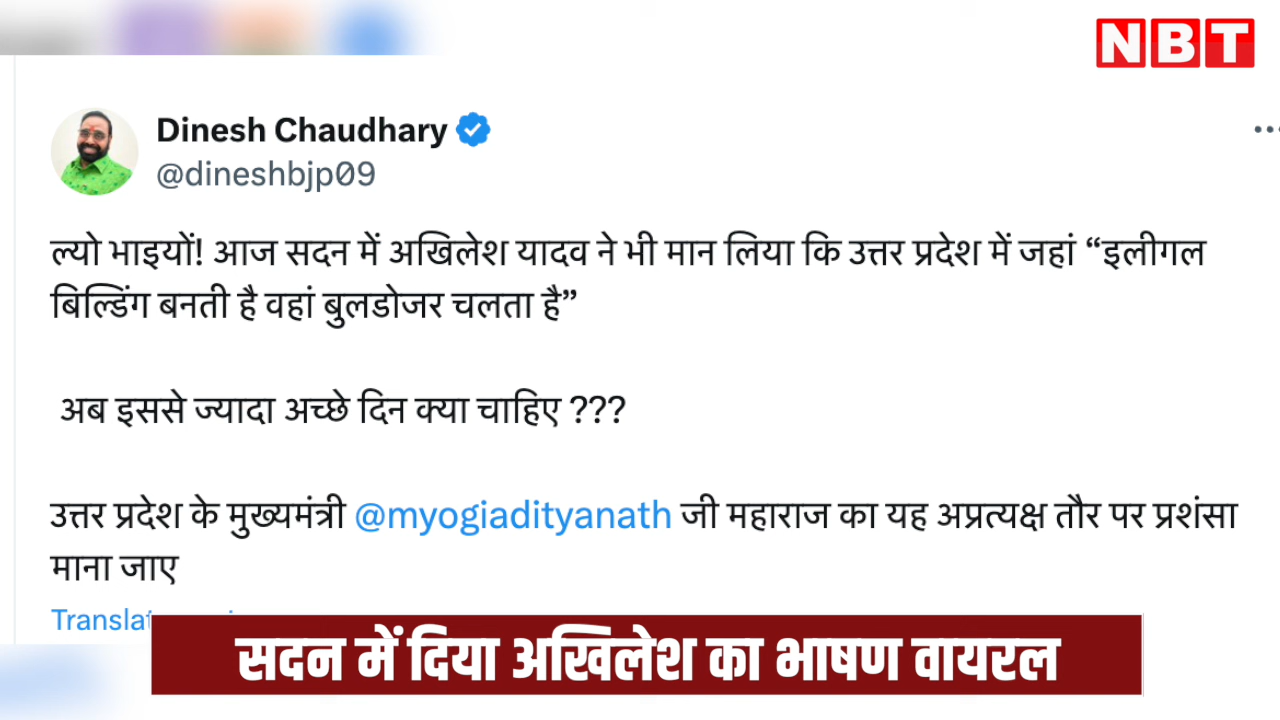 NBT
Dinesh Chaudhary
@dineshbjp09
ल्यो भाइयों! आज सदन में अखिलेश यादव ने भी मान लिया कि उत्तर प्रदेश में जहां “इलीगल
बिल्डिंग बनती है वहां बुलडोजर चलता है”
अब इससे ज्यादा अच्छे दिन क्या चाहिए ???
उत्तर प्रदेश के मुख्यमंत्री @myogiadityanath जी महाराज का यह अप्रत्यक्ष तौर पर प्रशंसा
माना जाए
सदन में दिया अखिलेश का भाषण वायरल